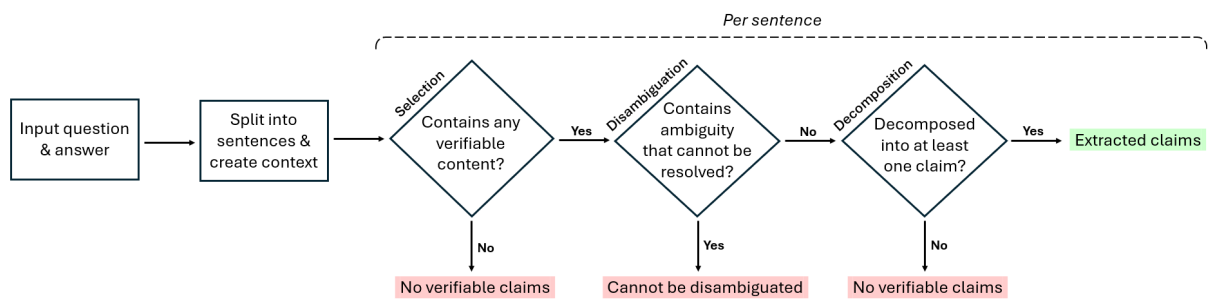 Per sentence
Input question
& answer
Split into
sentences &
create context
Selection
Contains any
verifiable
content?
Yes
No
No verifiable claims
Disambiguation
Contains
ambiguity
that cannot be
resolved?
No
Yes
Cannot be disambiguated
Decomposition
Decomposed
into at least
one claim?
Yes
Extracted claims
No
No verifiable claims